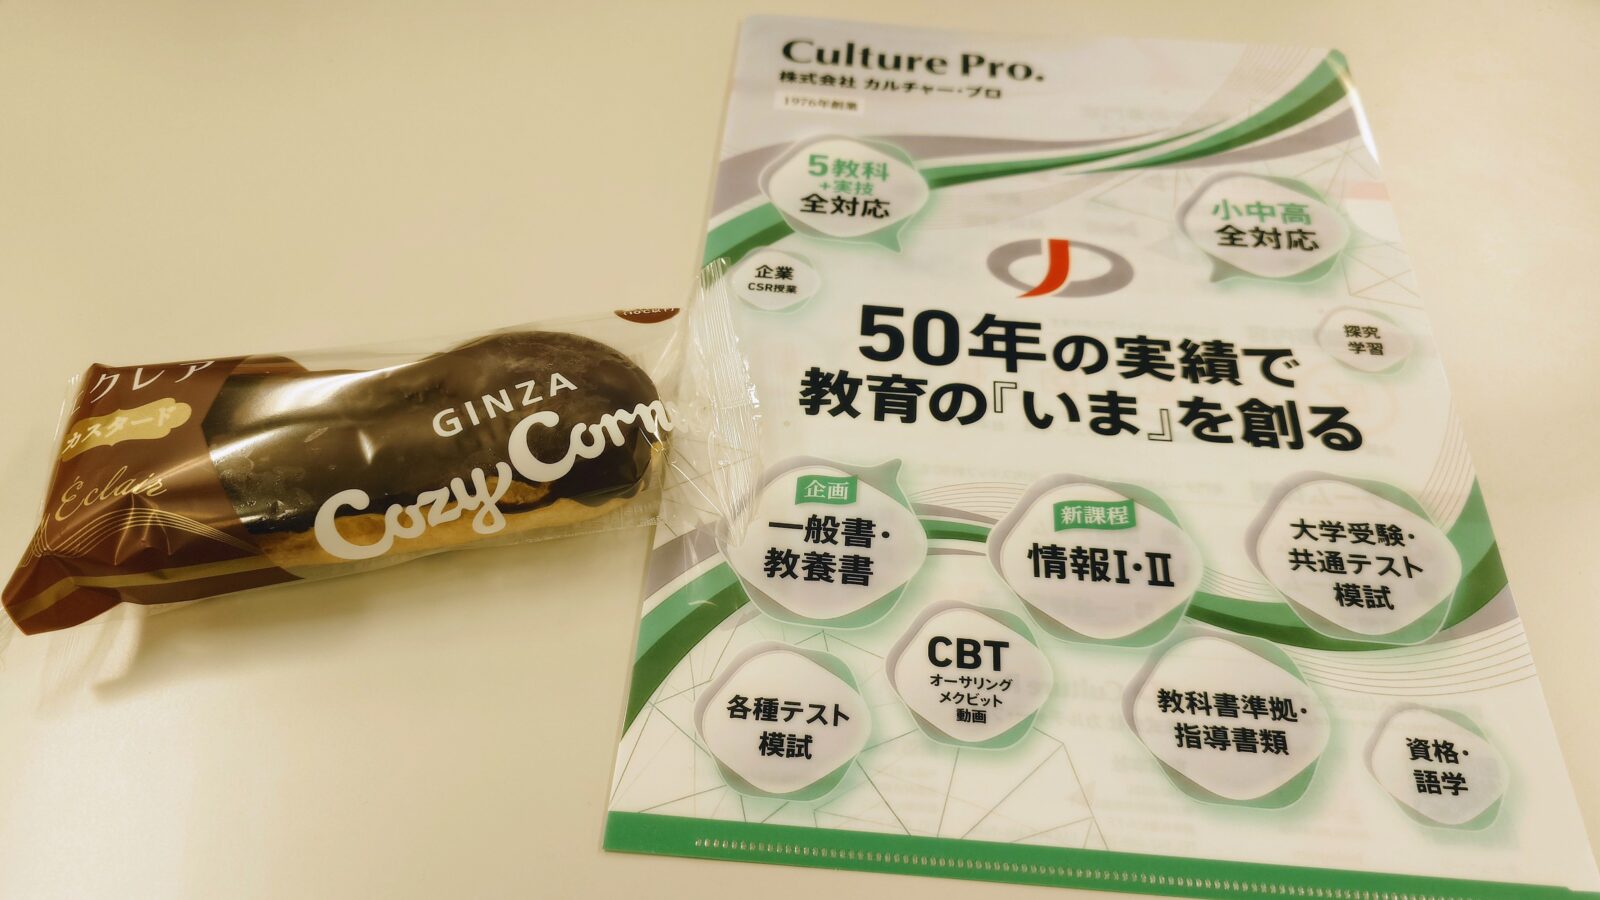 クレア
カスタード
Eclair
GINZA
Cozy Corn
Culture Pro.
株式会社 カルチャー・プロ
1976年創業
5教科
+実技
全対応
小中高
全対応
企業
CSR授業
探究
学習
50年の実績で
教育の『いま』を創る
企画
一般書・
教養書
新課程
情報Ⅰ・Ⅱ
大学受験・
共通テスト
模試
各種テスト
模試
CBT
オーサリング
メクビット
動画
教科書準拠・
指導書類
資格・
語学